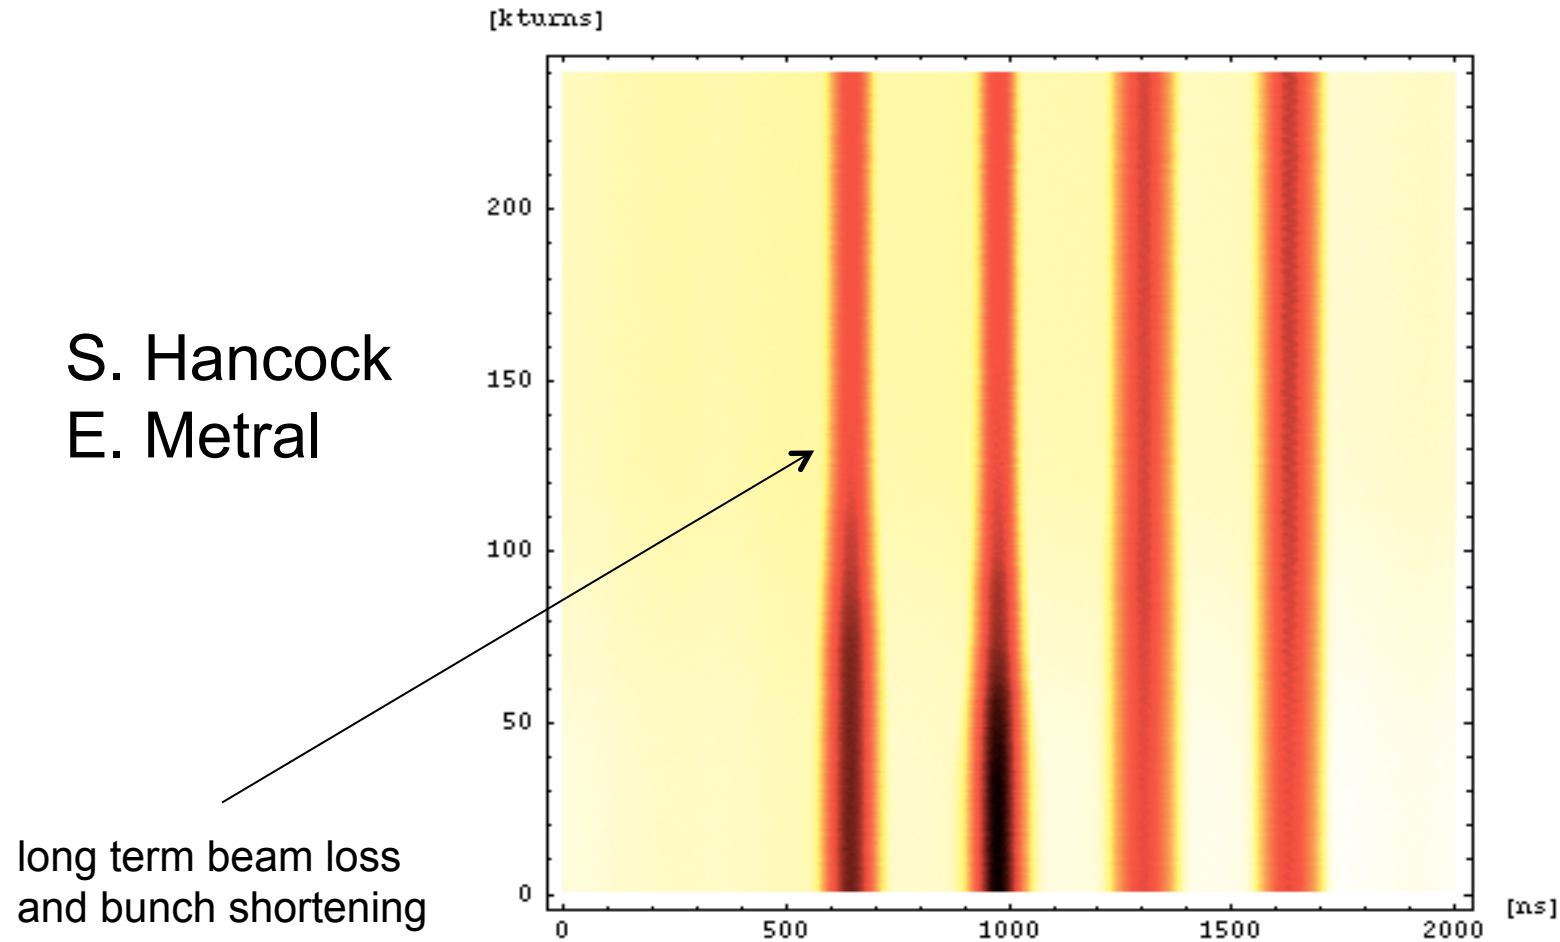 [kturns]
200
150
100
50
0
0 500 1000 1500 2000
[ns]
S. Hancock
E. Metral
long term beam loss
and bunch shortening